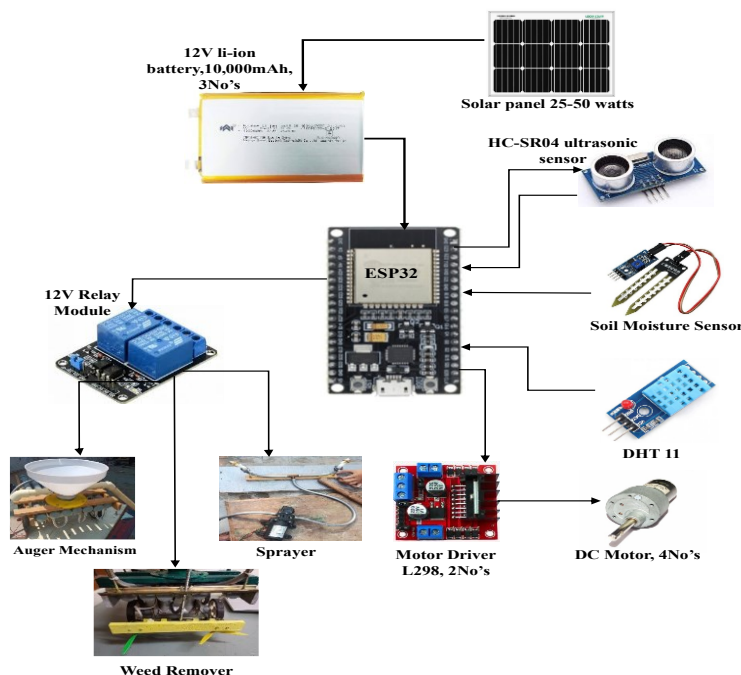 12V li-ion
battery,10,000mAh,
3No's
Solar panel 25-50 watts
HC-SR04 ultrasonic
sensor
ESP32
12V Relay
Module
Soil Moisture Sensor
DHT 11
Auger Mechanism
Sprayer
Motor Driver
L298, 2No's
DC Motor, 4No's
Weed Remover